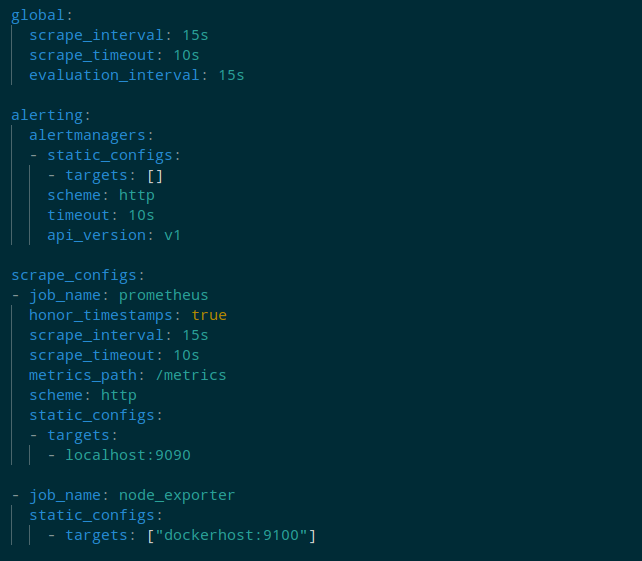 global:
  scrape_interval: 15s
  scrape_timeout: 10s
  evaluation_interval: 15s

alerting:
  alertmanagers:
  - static_configs:
    - targets: []
    scheme: http
    timeout: 10s
    api_version: v1

scrape_configs:
- job_name: prometheus
  honor_timestamps: true
  scrape_interval: 15s
  scrape_timeout: 10s
  metrics_path: /metrics
  scheme: http
  static_configs:
  - targets:
    - localhost:9090

- job_name: node_exporter
  static_configs:
    - targets: ["dockerhost:9100"]